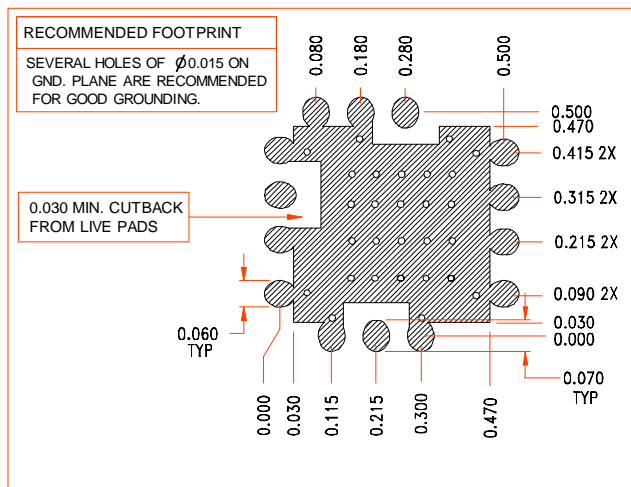 RECOMMENDED FOOTPRINT
SEVERAL HOLES OF Ø0.015 ON
GND. PLANE ARE RECOMMENDED
FOR GOOD GROUNDING.
0.080
0.180
0.280
0.500
0.500
0.470
0.415 2X
0.315 2X
0.215 2X
0.090 2X
0.030
0.000
0.030 MIN. CUTBACK
FROM LIVE PADS
0.060
TYP
0.070
TYP
0.000
0.030
0.115
0.215
0.300
0.470